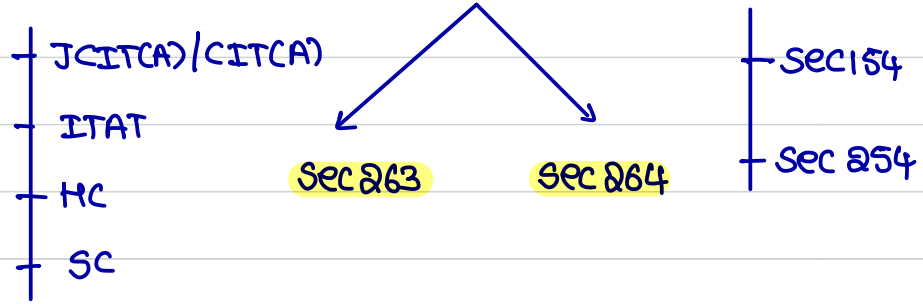 JCIT(A)/CIT(A)
ITAT
HC
SC
Sec 263
Sec 264
Sec 154
Sec 254